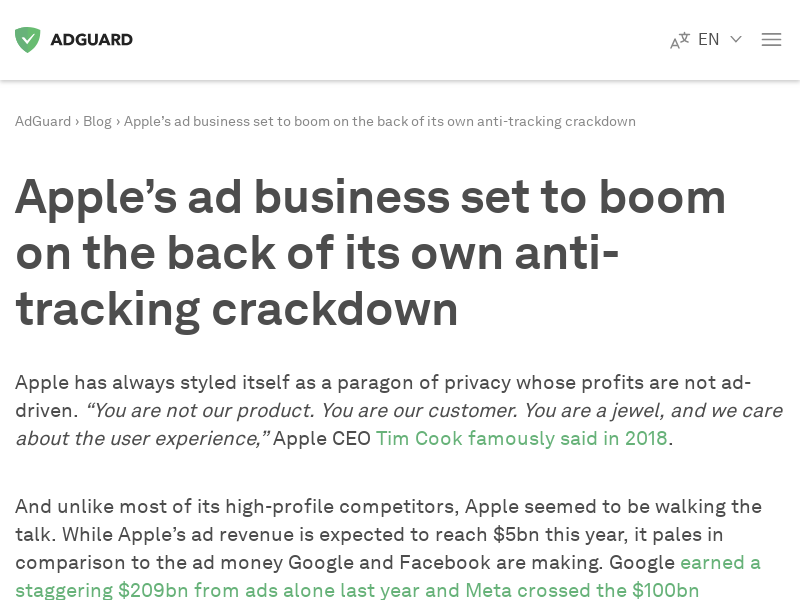 ADGUARD
EN
AdGuard › Blog › Apple’s ad business set to boom on the back of its own anti-tracking crackdown
Apple’s ad business set to boom
on the back of its own anti-
tracking crackdown
Apple has always styled itself as a paragon of privacy whose profits are not ad-
driven. “You are not our product. You are our customer. You are a jewel, and we care
about the user experience,” Apple CEO Tim Cook famously said in 2018.
And unlike most of its high-profile competitors, Apple seemed to be walking the
talk. While Apple’s ad revenue is expected to reach $5bn this year, it pales in
comparison to the ad money Google and Facebook are making. Google earned a
staggering $209bn from ads alone last year and Meta crossed the $100bn